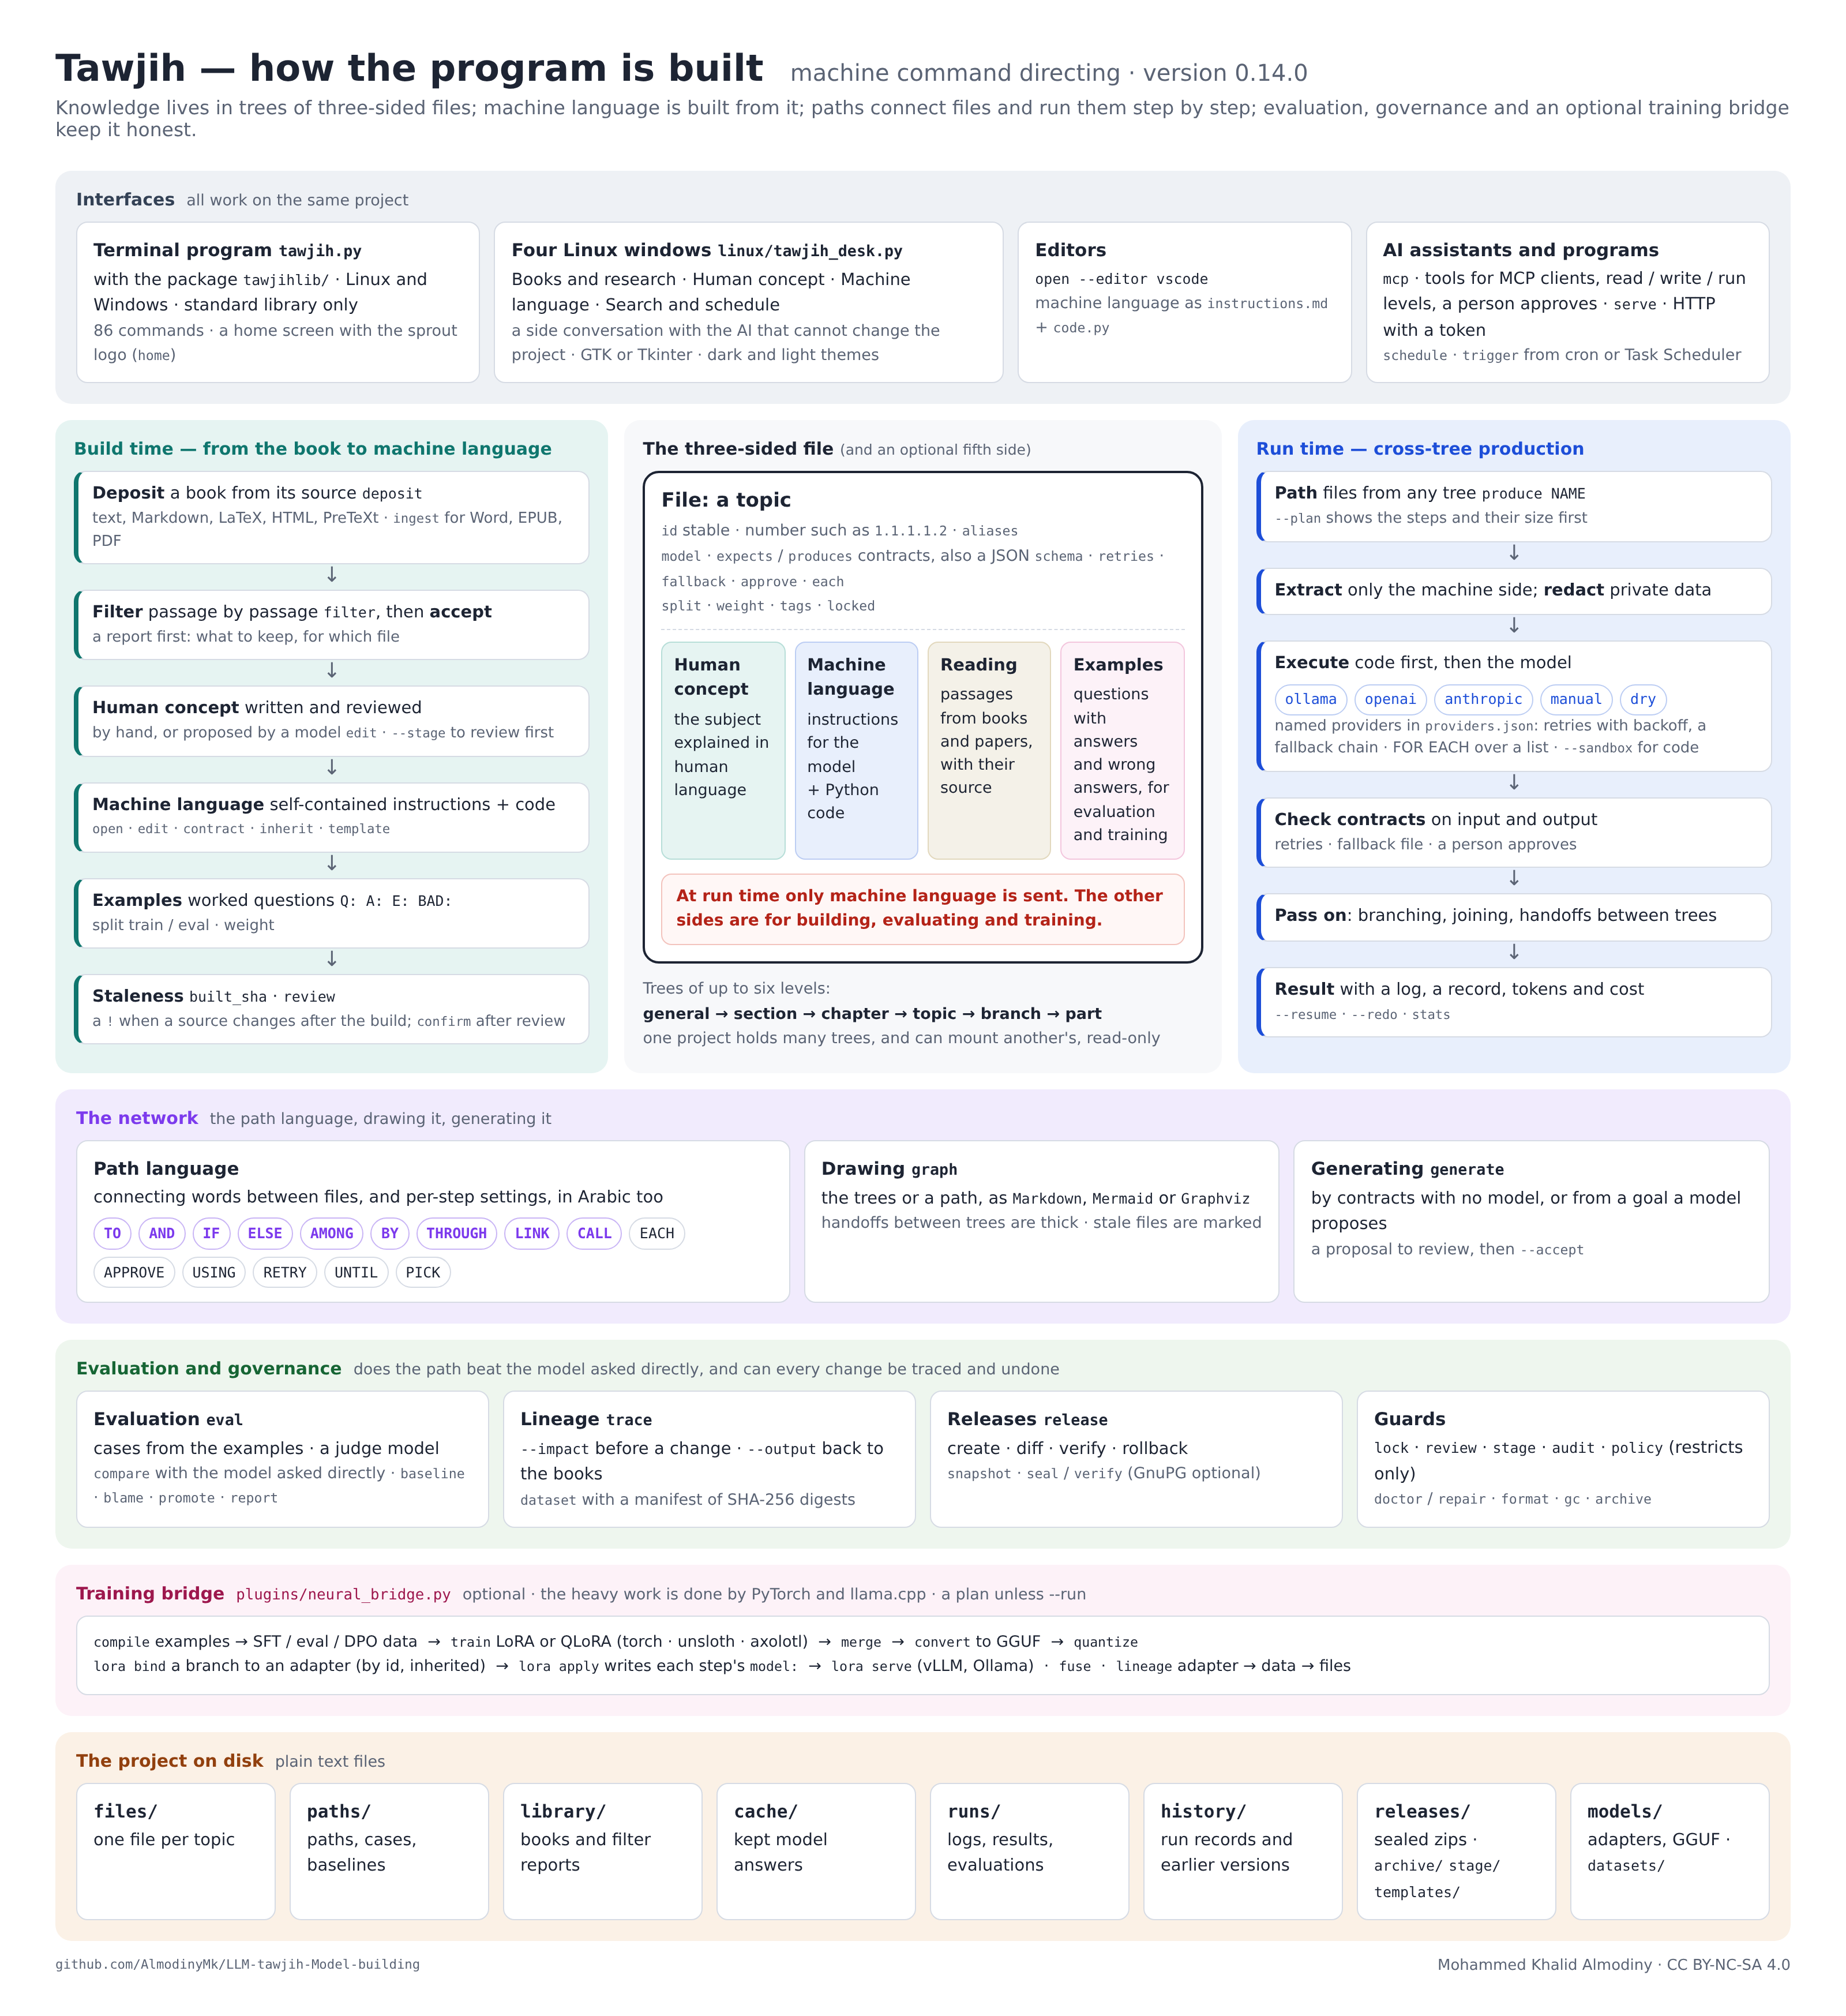 Tawjih — how the program is built machine command directing · version 0.14.0
Knowledge lives in trees of three-sided files; machine language is built from it; paths connect files and run them step by step; evaluation, governance and an optional training bridge
keep it honest.
Interfaces all work on the same project
Terminal program tawjih.py
with the package tawjihlib/ · Linux and
Windows · standard library only
86 commands · a home screen with the sprout
logo (home)
Four Linux windows linux/tawjih_desk.py
Books and research · Human concept · Machine
language · Search and schedule
a side conversation with the AI that cannot change the
project · GTK or Tkinter · dark and light themes
Editors
open --editor vscode
machine language as instructions.md
+ code.py
AI assistants and programs
mcp · tools for MCP clients, read / write / run
levels, a person approves · serve · HTTP
with a token
schedule · trigger from cron or Task Scheduler
Build time — from the book to machine language
Deposit a book from its source deposit
text, Markdown, LaTeX, HTML, PreTeXt · ingest for Word, EPUB,
PDF
↓
Filter passage by passage filter, then accept
a report first: what to keep, for which file
↓
Human concept written and reviewed
by hand, or proposed by a model edit · --stage to review first
↓
Machine language self-contained instructions + code
open · edit · contract · inherit · template
↓
Examples worked questions Q: A: E: BAD:
split train / eval · weight
↓
Staleness built_sha · review
a ! when a source changes after the build; confirm after review
The three-sided file (and an optional fifth side)
File: a topic
id stable · number such as 1.1.1.1.2 · aliases
model · expects / produces contracts, also a JSON schema · retries ·
fallback · approve · each
split · weight · tags · locked
Human
concept
the subject
explained in
human
language
Machine
language
instructions
for the
model
+ Python
code
Reading
passages
from books
and papers,
with their
source
Examples
questions
with
answers
and wrong
answers, for
evaluation
and training
At run time only machine language is sent. The other
sides are for building, evaluating and training.
Trees of up to six levels:
general → section → chapter → topic → branch → part
one project holds many trees, and can mount another's, read-only
Run time — cross-tree production
Path files from any tree produce NAME
--plan shows the steps and their size first
↓
Extract only the machine side; redact private data
↓
Execute code first, then the model
ollama openai anthropic manual dry
named providers in providers.json: retries with backoff, a
fallback chain · FOR EACH over a list · --sandbox for code
↓
Check contracts on input and output
retries · fallback file · a person approves
↓
Pass on: branching, joining, handoffs between trees
↓
Result with a log, a record, tokens and cost
--resume · --redo · stats
The network the path language, drawing it, generating it
Path language
connecting words between files, and per-step settings, in Arabic too
TO AND IF ELSE AMONG BY THROUGH LINK CALL EACH
APPROVE USING RETRY UNTIL PICK
Drawing graph
the trees or a path, as Markdown, Mermaid or Graphviz
handoffs between trees are thick · stale files are marked
Generating generate
by contracts with no model, or from a goal a model
proposes
a proposal to review, then --accept
Evaluation and governance does the path beat the model asked directly, and can every change be traced and undone
Evaluation eval
cases from the examples · a judge model
compare with the model asked directly · baseline
· blame · promote · report
Lineage trace
--impact before a change · --output back to
the books
dataset with a manifest of SHA-256 digests
Releases release
create · diff · verify · rollback
snapshot · seal / verify (GnuPG optional)
Guards
lock · review · stage · audit · policy (restricts
only)
doctor / repair · format · gc · archive
Training bridge plugins/neural_bridge.py optional · the heavy work is done by PyTorch and llama.cpp · a plan unless --run
compile examples → SFT / eval / DPO data → train LoRA or QLoRA (torch · unsloth · axolotl) → merge → convert to GGUF → quantize
lora bind a branch to an adapter (by id, inherited) → lora apply writes each step's model: → lora serve (vLLM, Ollama) · fuse · lineage adapter → data → files
The project on disk plain text files
files/
one file per topic
paths/
paths, cases,
baselines
library/
books and filter
reports
cache/
kept model
answers
runs/
logs, results,
evaluations
history/
run records and
earlier versions
releases/
sealed zips ·
archive/ stage/
templates/
models/
adapters, GGUF ·
datasets/
github.com/AlmodinyMk/LLM-tawjih-Model-building
Mohammed Khalid Almodiny · CC BY-NC-SA 4.0